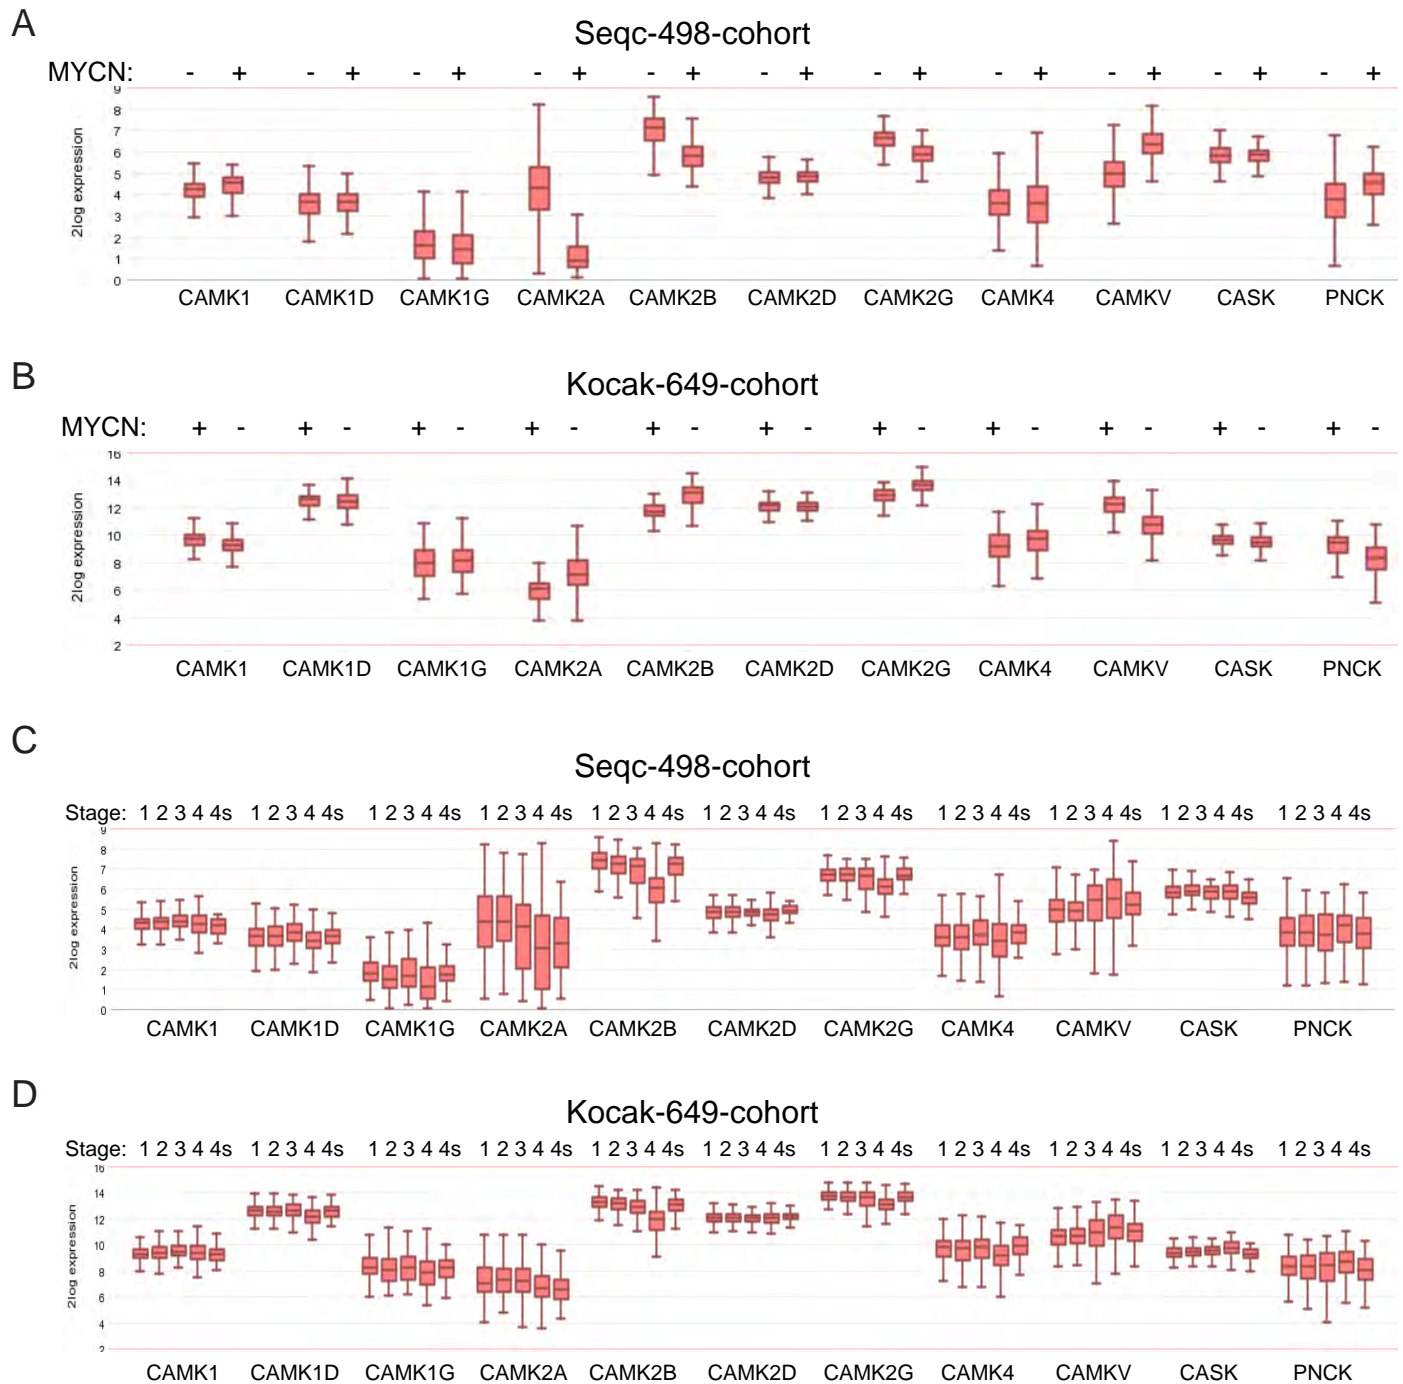 A
Seqc-498-cohort
MYCN: - + - + - + - + - + - + - + - + - + - + - +
9
8
7
6
5
4
3
2
1
0
2log expression
CAMK1 CAMK1D CAMK1G CAMK2A CAMK2B CAMK2D CAMK2G CAMK4 CAMKV CASK PNCK
B
Kocak-649-cohort
MYCN: + - + - + - + - + - + - + - + - + - + - + -
16
14
12
10
8
6
4
2
2log expression
CAMK1 CAMK1D CAMK1G CAMK2A CAMK2B CAMK2D CAMK2G CAMK4 CAMKV CASK PNCK
C
Seqc-498-cohort
Stage: 1 2 3 4 4s 1 2 3 4 4s 1 2 3 4 4s 1 2 3 4 4s 1 2 3 4 4s 1 2 3 4 4s 1 2 3 4 4s 1 2 3 4 4s 1 2 3 4 4s 1 2 3 4 4s 1 2 3 4 4s
9
8
7
6
5
4
3
2
1
0
2log expression
CAMK1 CAMK1D CAMK1G CAMK2A CAMK2B CAMK2D CAMK2G CAMK4 CAMKV CASK PNCK
D
Kocak-649-cohort
Stage: 1 2 3 4 4s 1 2 3 4 4s 1 2 3 4 4s 1 2 3 4 4s 1 2 3 4 4s 1 2 3 4 4s 1 2 3 4 4s 1 2 3 4 4s 1 2 3 4 4s 1 2 3 4 4s 1 2 3 4 4s
16
14
12
10
8
6
4
2
2log expression
CAMK1 CAMK1D CAMK1G CAMK2A CAMK2B CAMK2D CAMK2G CAMK4 CAMKV CASK PNCK